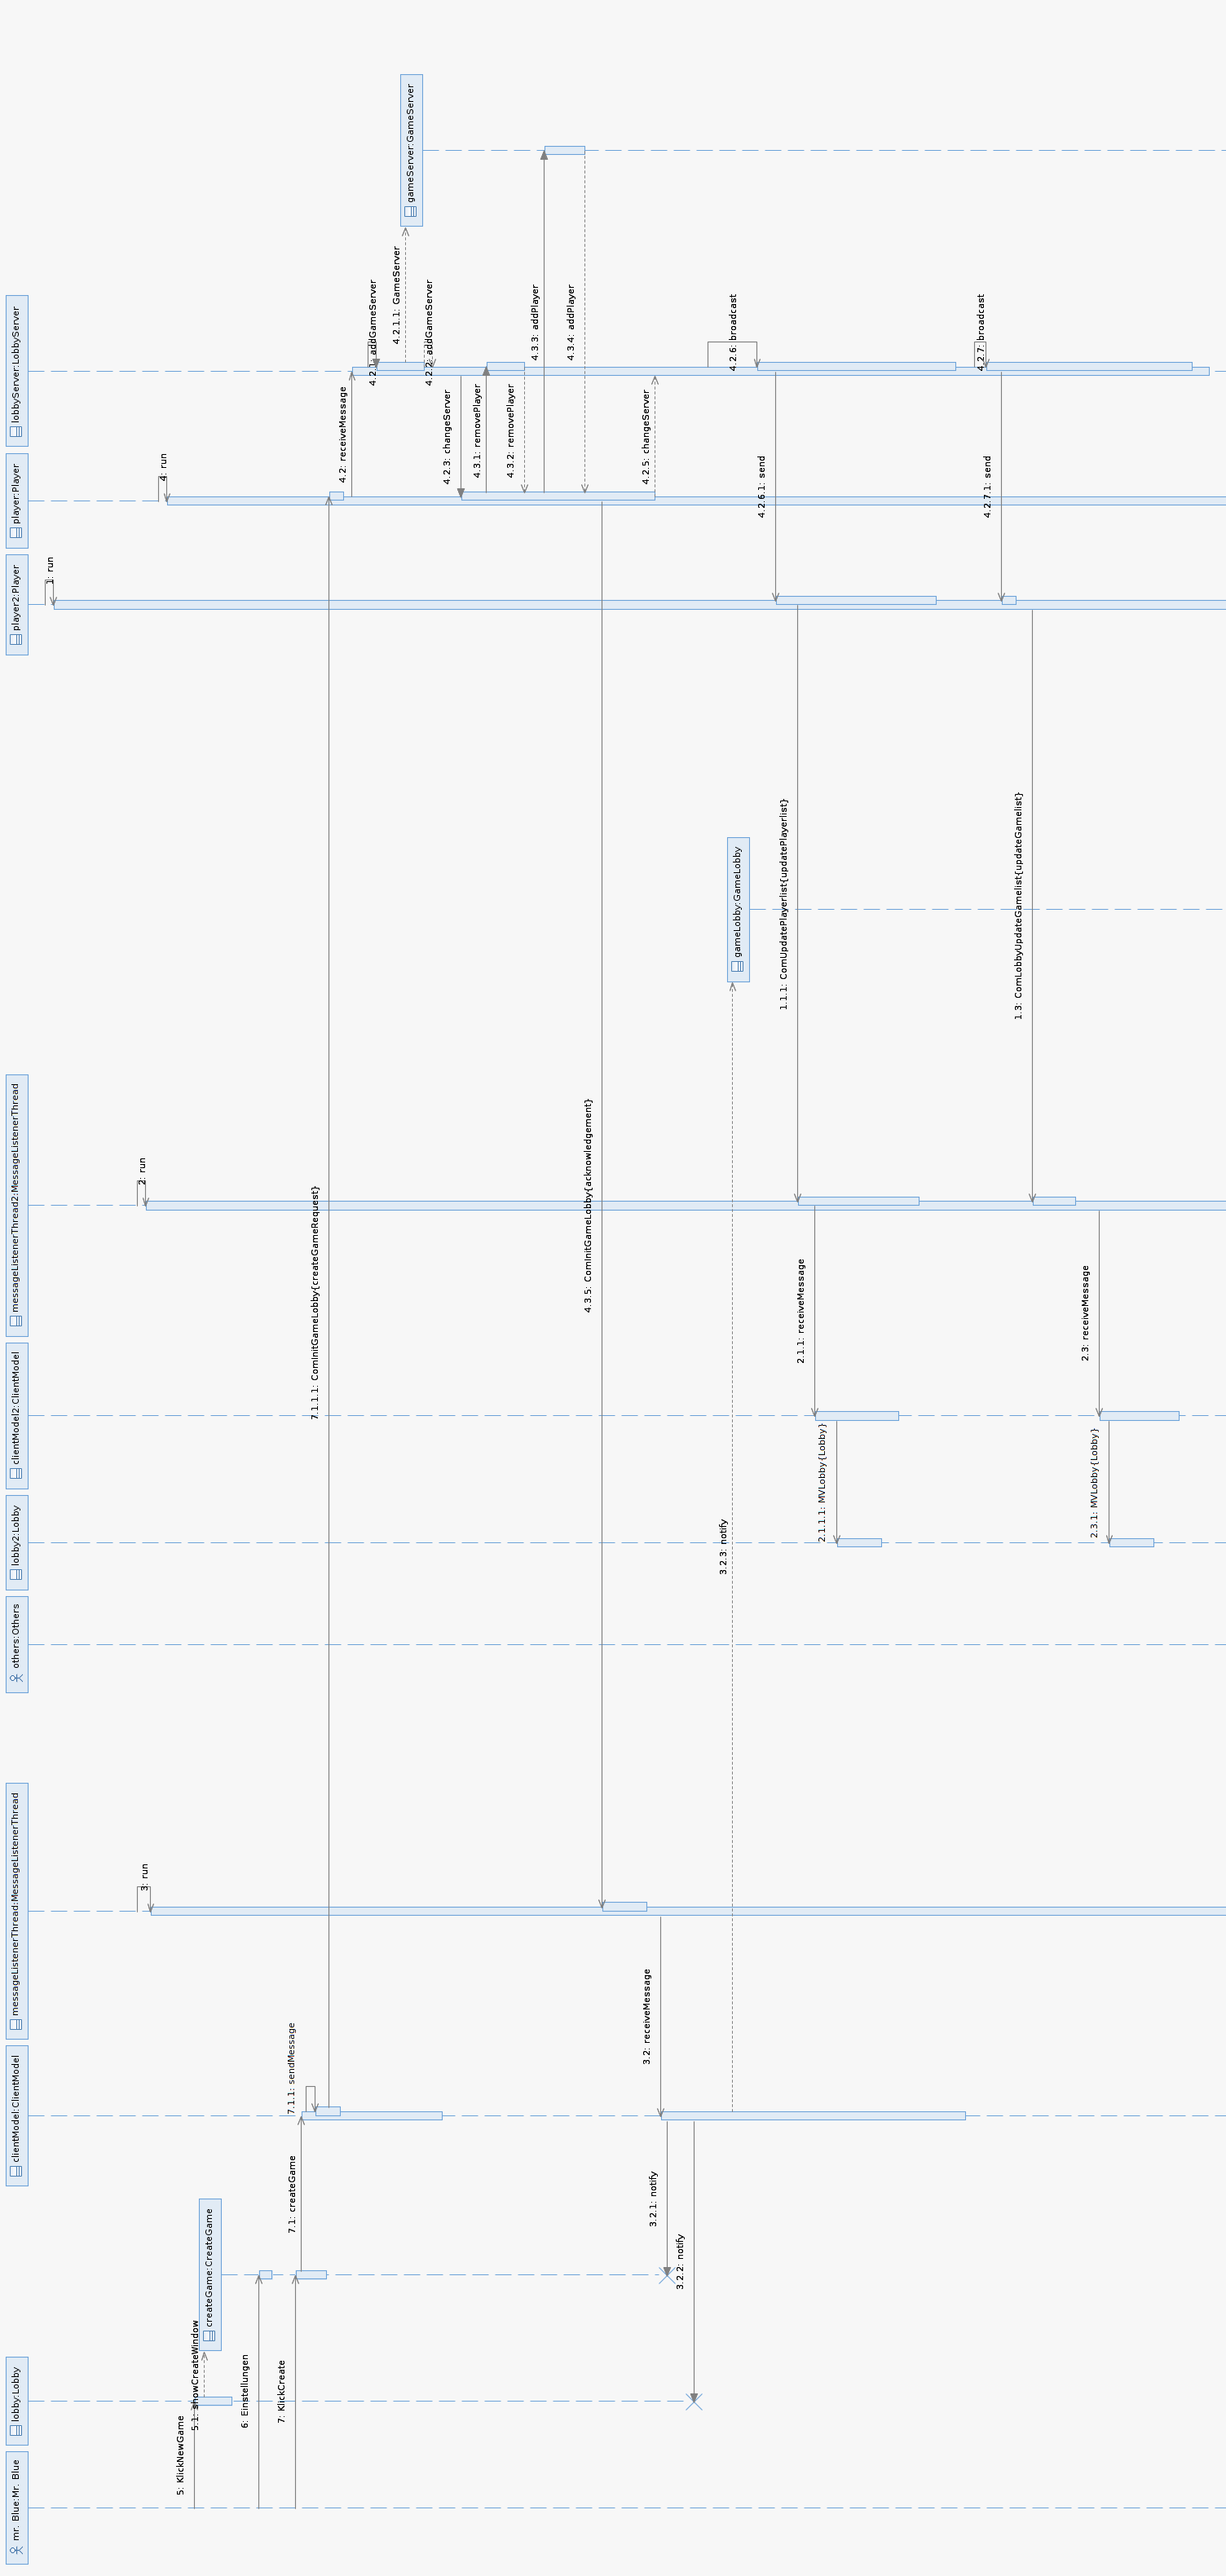 mr. Blue:Mr. Blue
lobby:Lobby
createGame:CreateGame
clientModel:ClientModel
messageListenerThread:MessageListenerThread
others:Others
lobby2:Lobby
clientModel2:ClientModel
messageListenerThread2:MessageListenerThread
gameLobby:GameLobby
player2:Player
player:Player
lobbyServer:LobbyServer
gameServer:GameServer
1: run
2: run
3: run
4: run
5: KlickNewGame
5.1: showCreateWindow
6: Einstellungen
7: KlickCreate
7.1: createGame
7.1.1: sendMessage
7.1.1.1: ComInitGameLobby{createGameRequest}
4.2: receiveMessage
4.2.1: addGameServer
4.2.1.1: GameServer
4.2.2: addGameServer
4.2.3: changeServer
4.3.1: removePlayer
4.3.2: removePlayer
4.3.3: addPlayer
4.3.4: addPlayer
4.3.5: ComInitGameLobby{acknowledgement}
4.2.5: changeServer
3.2: receiveMessage
3.2.1: notify
3.2.2: notify
3.2.3: notify
4.2.6: broadcast
4.2.6.1: send
1.1.1: ComUpdatePlayerlist{updatePlayerlist}
2.1.1: receiveMessage
2.1.1.1: MVLobby{Lobby}
4.2.7: broadcast
4.2.7.1: send
1.3: ComLobbyUpdateGamelist{updateGamelist}
2.3: receiveMessage
2.3.1: MVLobby{Lobby}